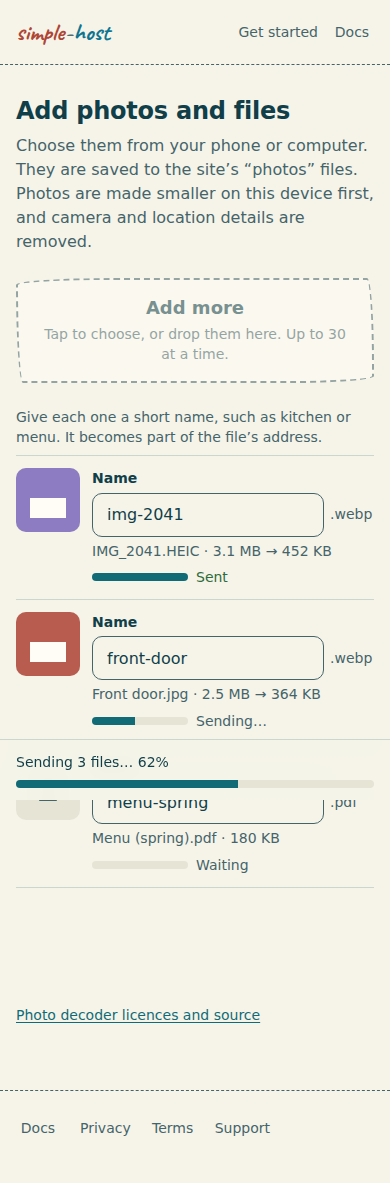 simple-host
Get started
Docs
Add photos and files
Choose them from your phone or computer.
They are saved to the site’s “photos” files.
Photos are made smaller on this device first,
and camera and location details are
removed.
Add more
Tap to choose, or drop them here. Up to 30
at a time.
Give each one a short name, such as kitchen or
menu. It becomes part of the file’s address.
Name
img-2041
.webp
IMG_2041.HEIC · 3.1 MB → 452 KB
Sent
Name
front-door
.webp
Front door.jpg · 2.5 MB → 364 KB
Sending…
Sending 3 files… 62%
menu-spring
.pdf
Menu (spring).pdf · 180 KB
Waiting
Photo decoder licences and source
Docs
Privacy
Terms
Support